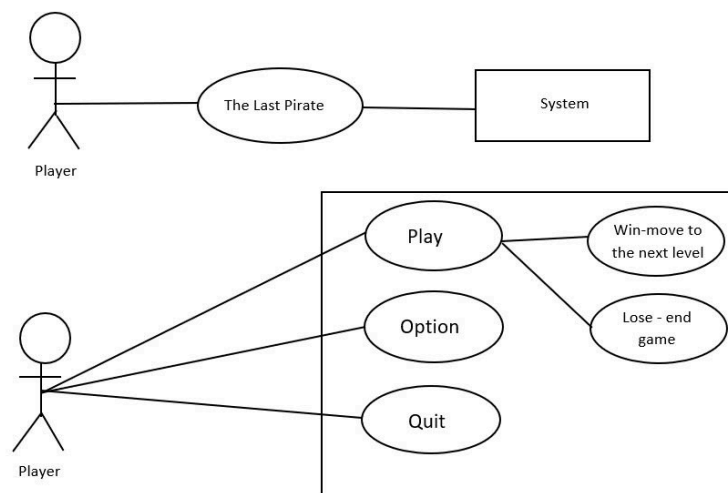 The Last Pirate
System
Player
Play
Win-move to
the next level
Option
Lose - end
game
Quit
Player